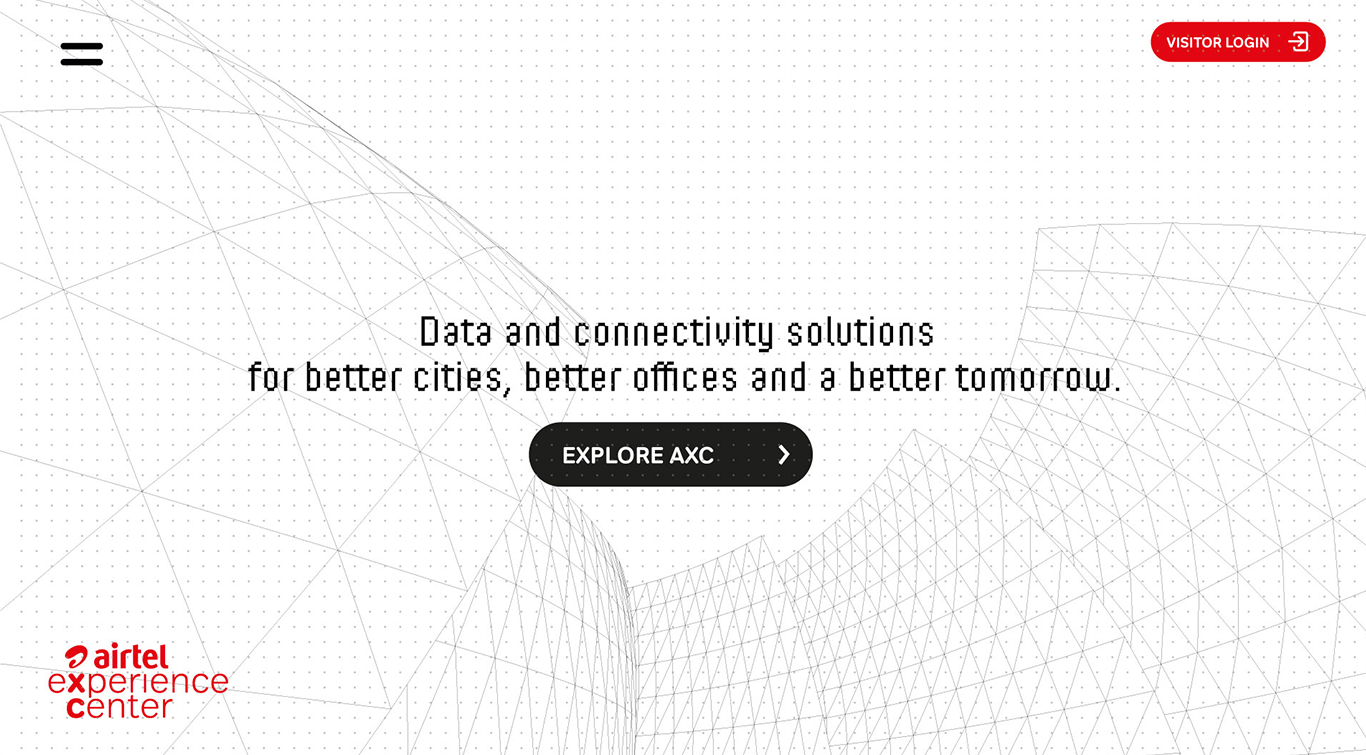 VISITOR LOGIN
Data and connectivity solutions
for better cities, better offices and a better tomorrow.
EXPLORE AXC
airtel
experience
center